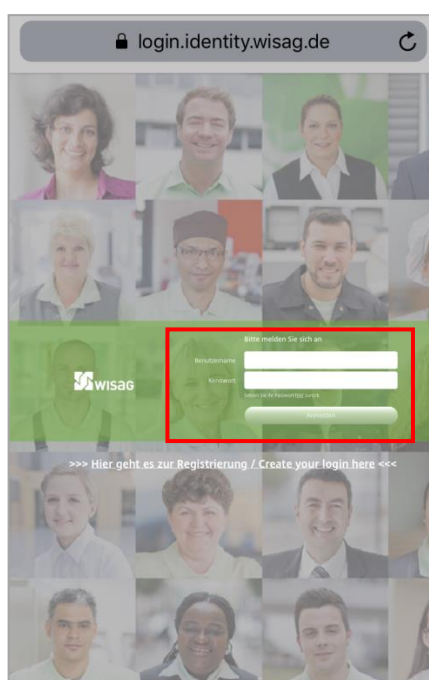 login.identity.wisag.de
Bitte melden Sie sich an
Benutzername
Kennwort
wisag
Setzen Sie Ihr Passwort hier zurück
Anmelden
>>> Hier geht es zur Registrierung / Create your login here <<<